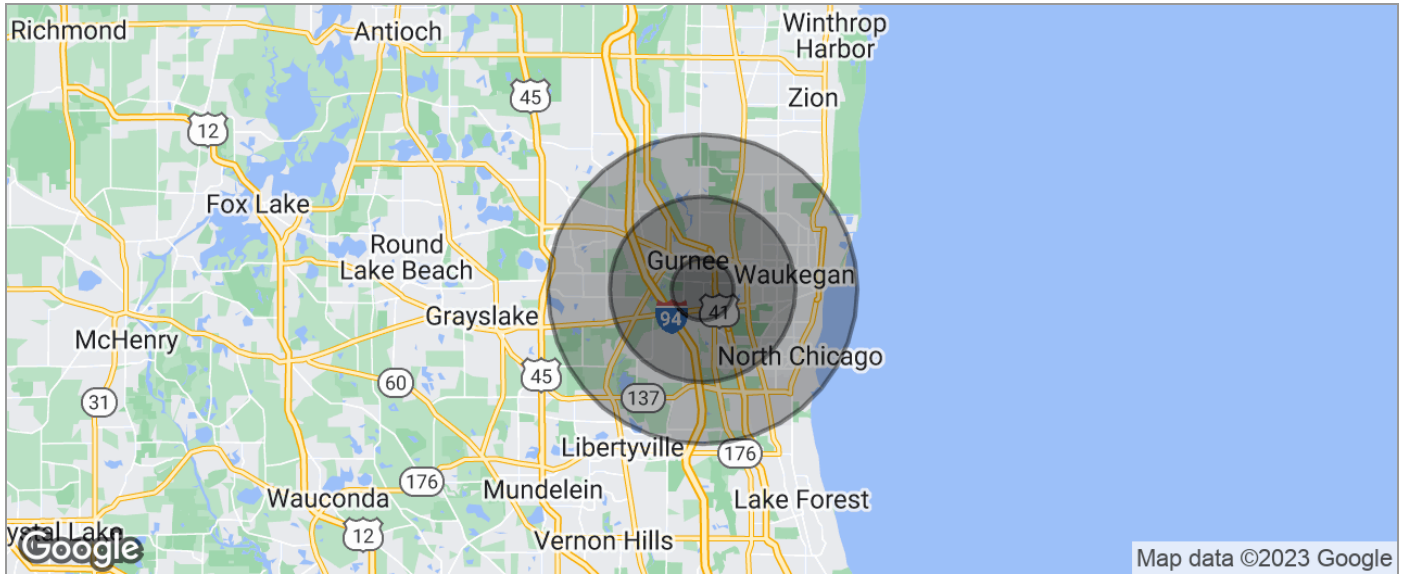 Richmond
Antioch
Winthrop
Harbor
45
Zion
12
Fox Lake
Round
Lake Beach
Gurnee
Waukegan
Grayslake
94
41
McHenry
North Chicago
45
60
31
137
Libertyville
176
176
Mundelein
Wauconda
Lake Forest
12
Vernon Hills
ystal Lake
Google
Map data ©2023 Google